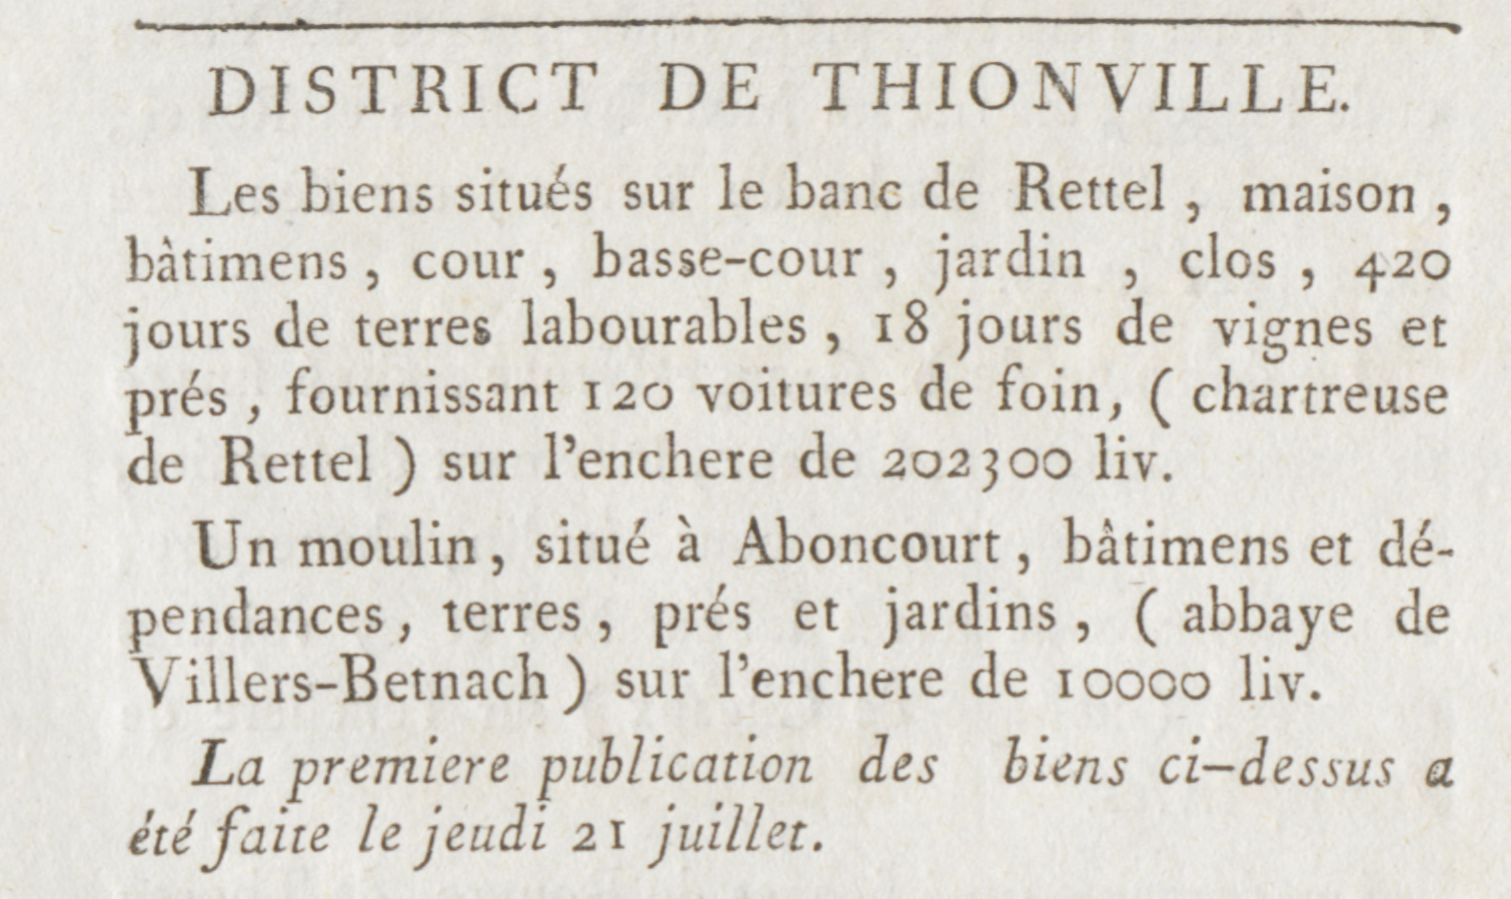 DISTRICT DE THIONVILLE.
Les biens situés sur le banc de Rettel, maison,
bâtimens, cour, basse-cour, jardin, clos, 420
jours de terres labourables, 18 jours de vignes et
prés, fournissant 120 voitures de foin, (chartreuse
de Rettel) sur l'enchere de 202300 liv.
Un moulin, situé à Aboncourt, bâtimens et dé-
pendances, terres, prés et jardins, (abbaye de
Villers-Betnach) sur l'enchere de 10000 liv.
La premiere publication des biens ci-dessus a
été faite le jeudi 21 juillet.